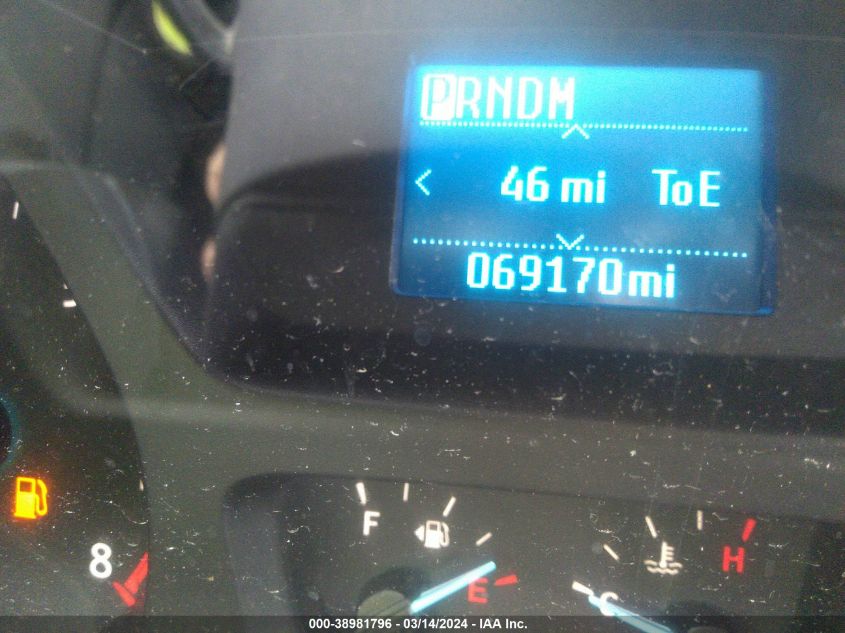 PRNDM
46 mi ToE
069170mi
8
F
E
C
H
000-38981796 - 03/14/2024 - IAA Inc.